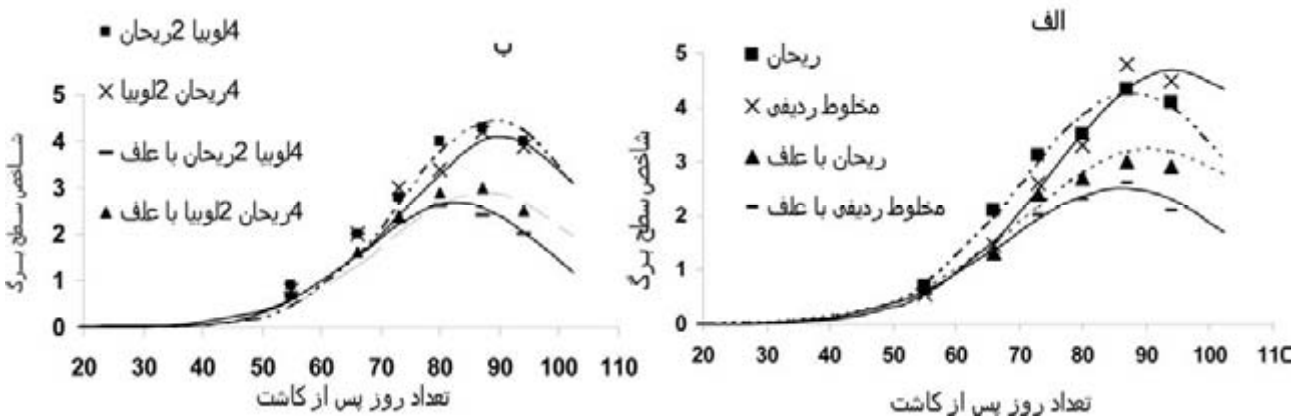 الف
ریحان
مخلوط ردیفی
ریحان با علف
مخلوط ردیفی با علف
شاخص سطح برگ
5
4
3
2
1
0
20 30 40 50 60 70 80 90 100 110
تعداد روز پس از کاشت
ب
4لوبیا 2ریحان
4ریحان 2لوبیا
4لوبیا 2ریحان با علف
4ریحان 2لوبیا با علف
شاخص سطح برگ
5
4
3
2
1
0
20 30 40 50 60 70 80 90 100 110
تعداد روز پس از کاشت